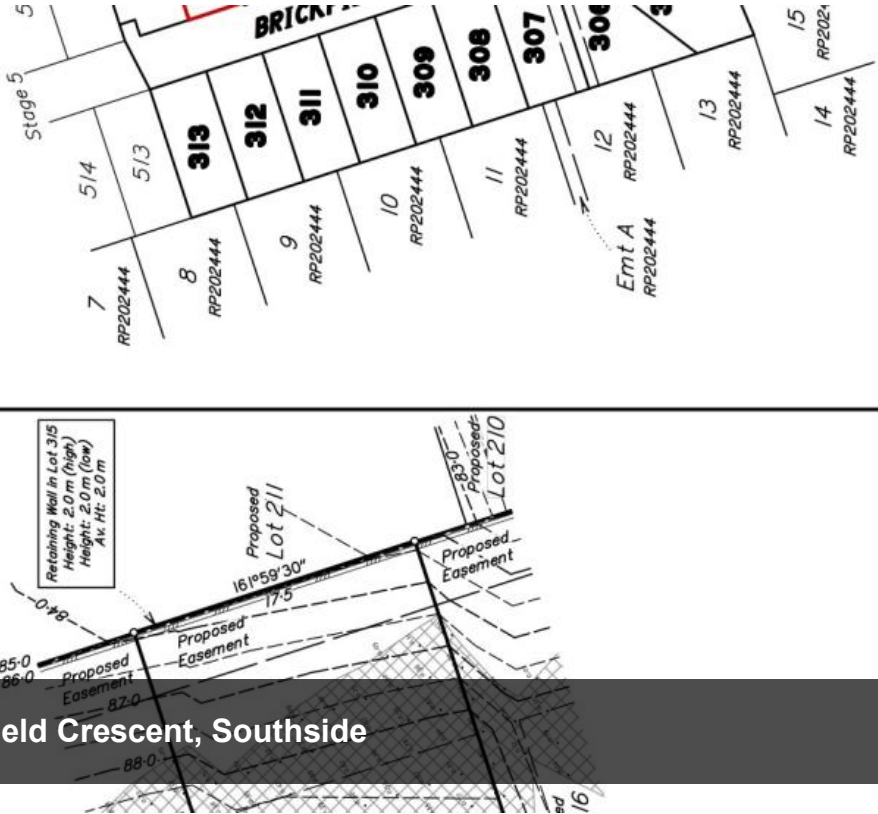 Stage 5
BRICKFI
514
513
313
312
311
310
309
308
307
306
15
14
RP202444
13
RP202444
12
RP202444
11
RP202444
10
RP202444
9
RP202444
8
RP202444
7
RP202444
Emt A
RP202444
Retaining Wall in Lot 315
Height: 2.0 m (high)
Height: 2.0 m (low)
Av. Ht: 2.0 m
Proposed
Lot 211
83·0
Proposed
Lot 210
161°59'30"
17·5
84·0
85·0
86·0
Proposed
Easement
Proposed
Easement
Proposed
Easement
87·0
88·0
eld Crescent, Southside
16